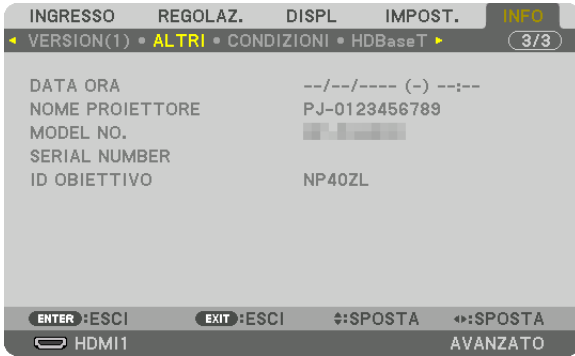 INGRESSO REGOLAZ. DISPL IMPOST. INFO
◄ VERSION(1) • ALTRI • CONDIZIONI • HDBaseT ► 3/3
DATA ORA --/--/---- (-) --:--
NOME PROIETTORE PJ-0123456789
MODEL NO.
SERIAL NUMBER
ID OBIETTIVO NP40ZL
ENTER :ESCI EXIT :ESCI ⬍:SPOSTA ⬌:SPOSTA
HDMI1 AVANZATO